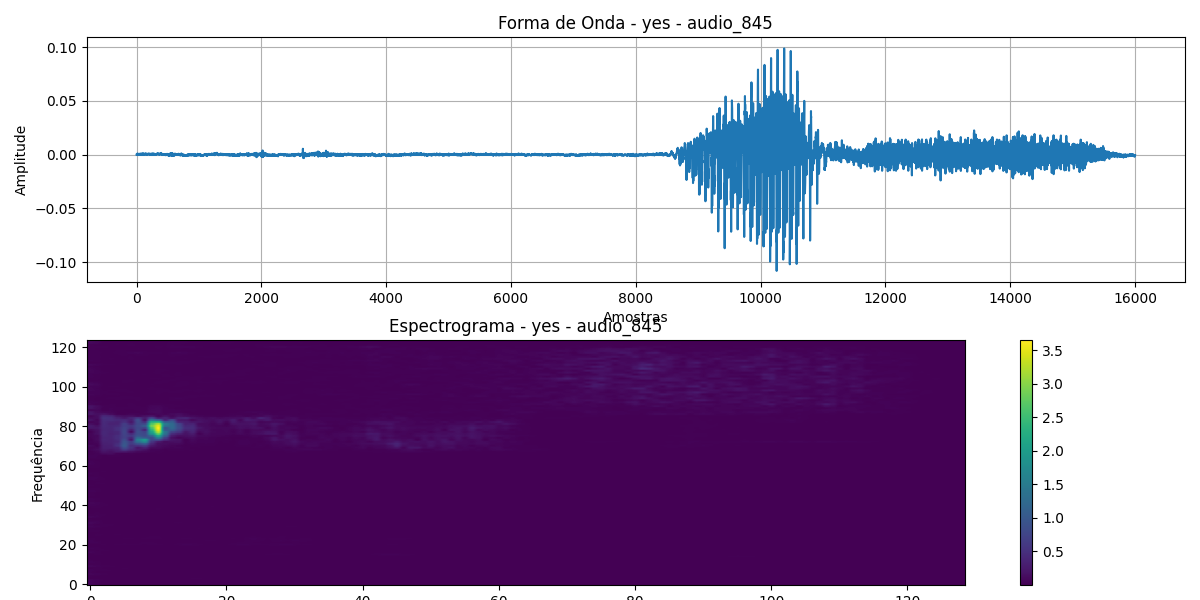 Forma de Onda - yes - audio_845
0.10
0.05
0.00
−0.05
−0.10
Amplitude
0 2000 4000 6000 8000 10000 12000 14000 16000
Amostras
Espectrograma - yes - audio_845
120
100
80
60
40
20
0
Frequência
0 20 40 60 80 100 120
3.5
3.0
2.5
2.0
1.5
1.0
0.5